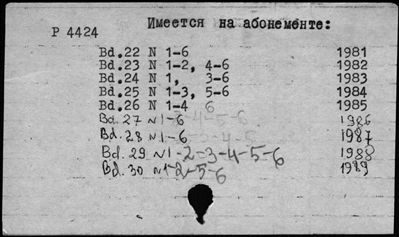 Имеется на абонементе:
Р 4424
Bd.22 N 1-6 1981
Bd.23 N 1-2, 4-6 1982
Bd.24 N 1, 3-6 1983
Bd.25 N 1-3, 5-6 1984
Bd.26 N 1-4 6 1985
Bd.27 N1-6 1986
Bd.28 N1-6 1987
Bd.29 N1-2-3-4-5-6 1988
Bd.30 N1-2-5-6 1989